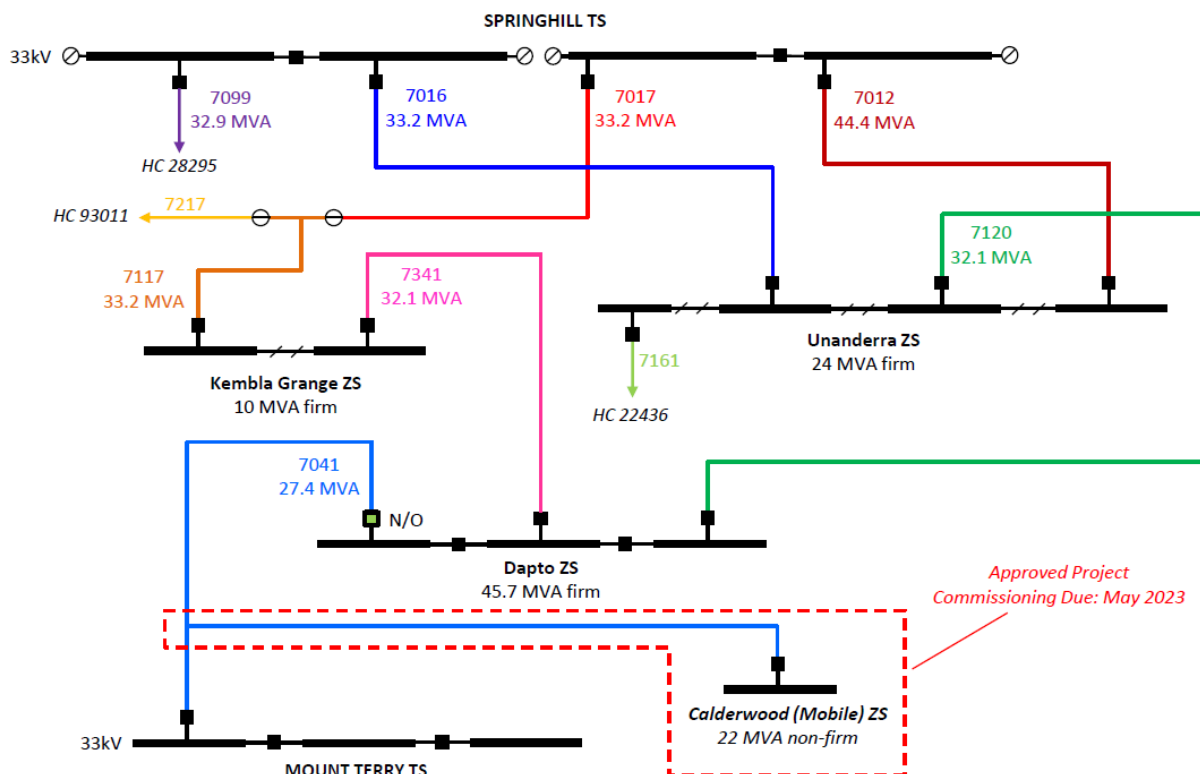 SPRINGHILL TS
33kV
7099
32.9 MVA
HC 28295
7016
33.2 MVA
7017
33.2 MVA
7012
44.4 MVA
HC 93011
7217
7117
33.2 MVA
7341
32.1 MVA
7120
32.1 MVA
Kembla Grange ZS
10 MVA firm
7161
HC 22436
Unanderra ZS
24 MVA firm
7041
27.4 MVA
N/O
Dapto ZS
45.7 MVA firm
Approved Project
Commissioning Due: May 2023
Calderwood (Mobile) ZS
22 MVA non-firm
33kV
MOUNT TERRY TS